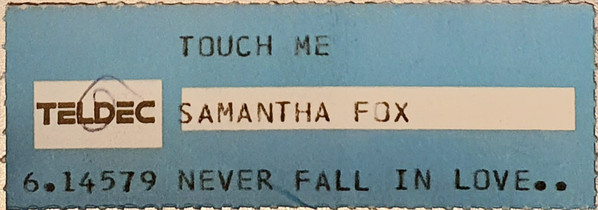 TOUCH ME
TELDEC
SAMANTHA FOX
6.14579 NEVER FALL IN LOVE..